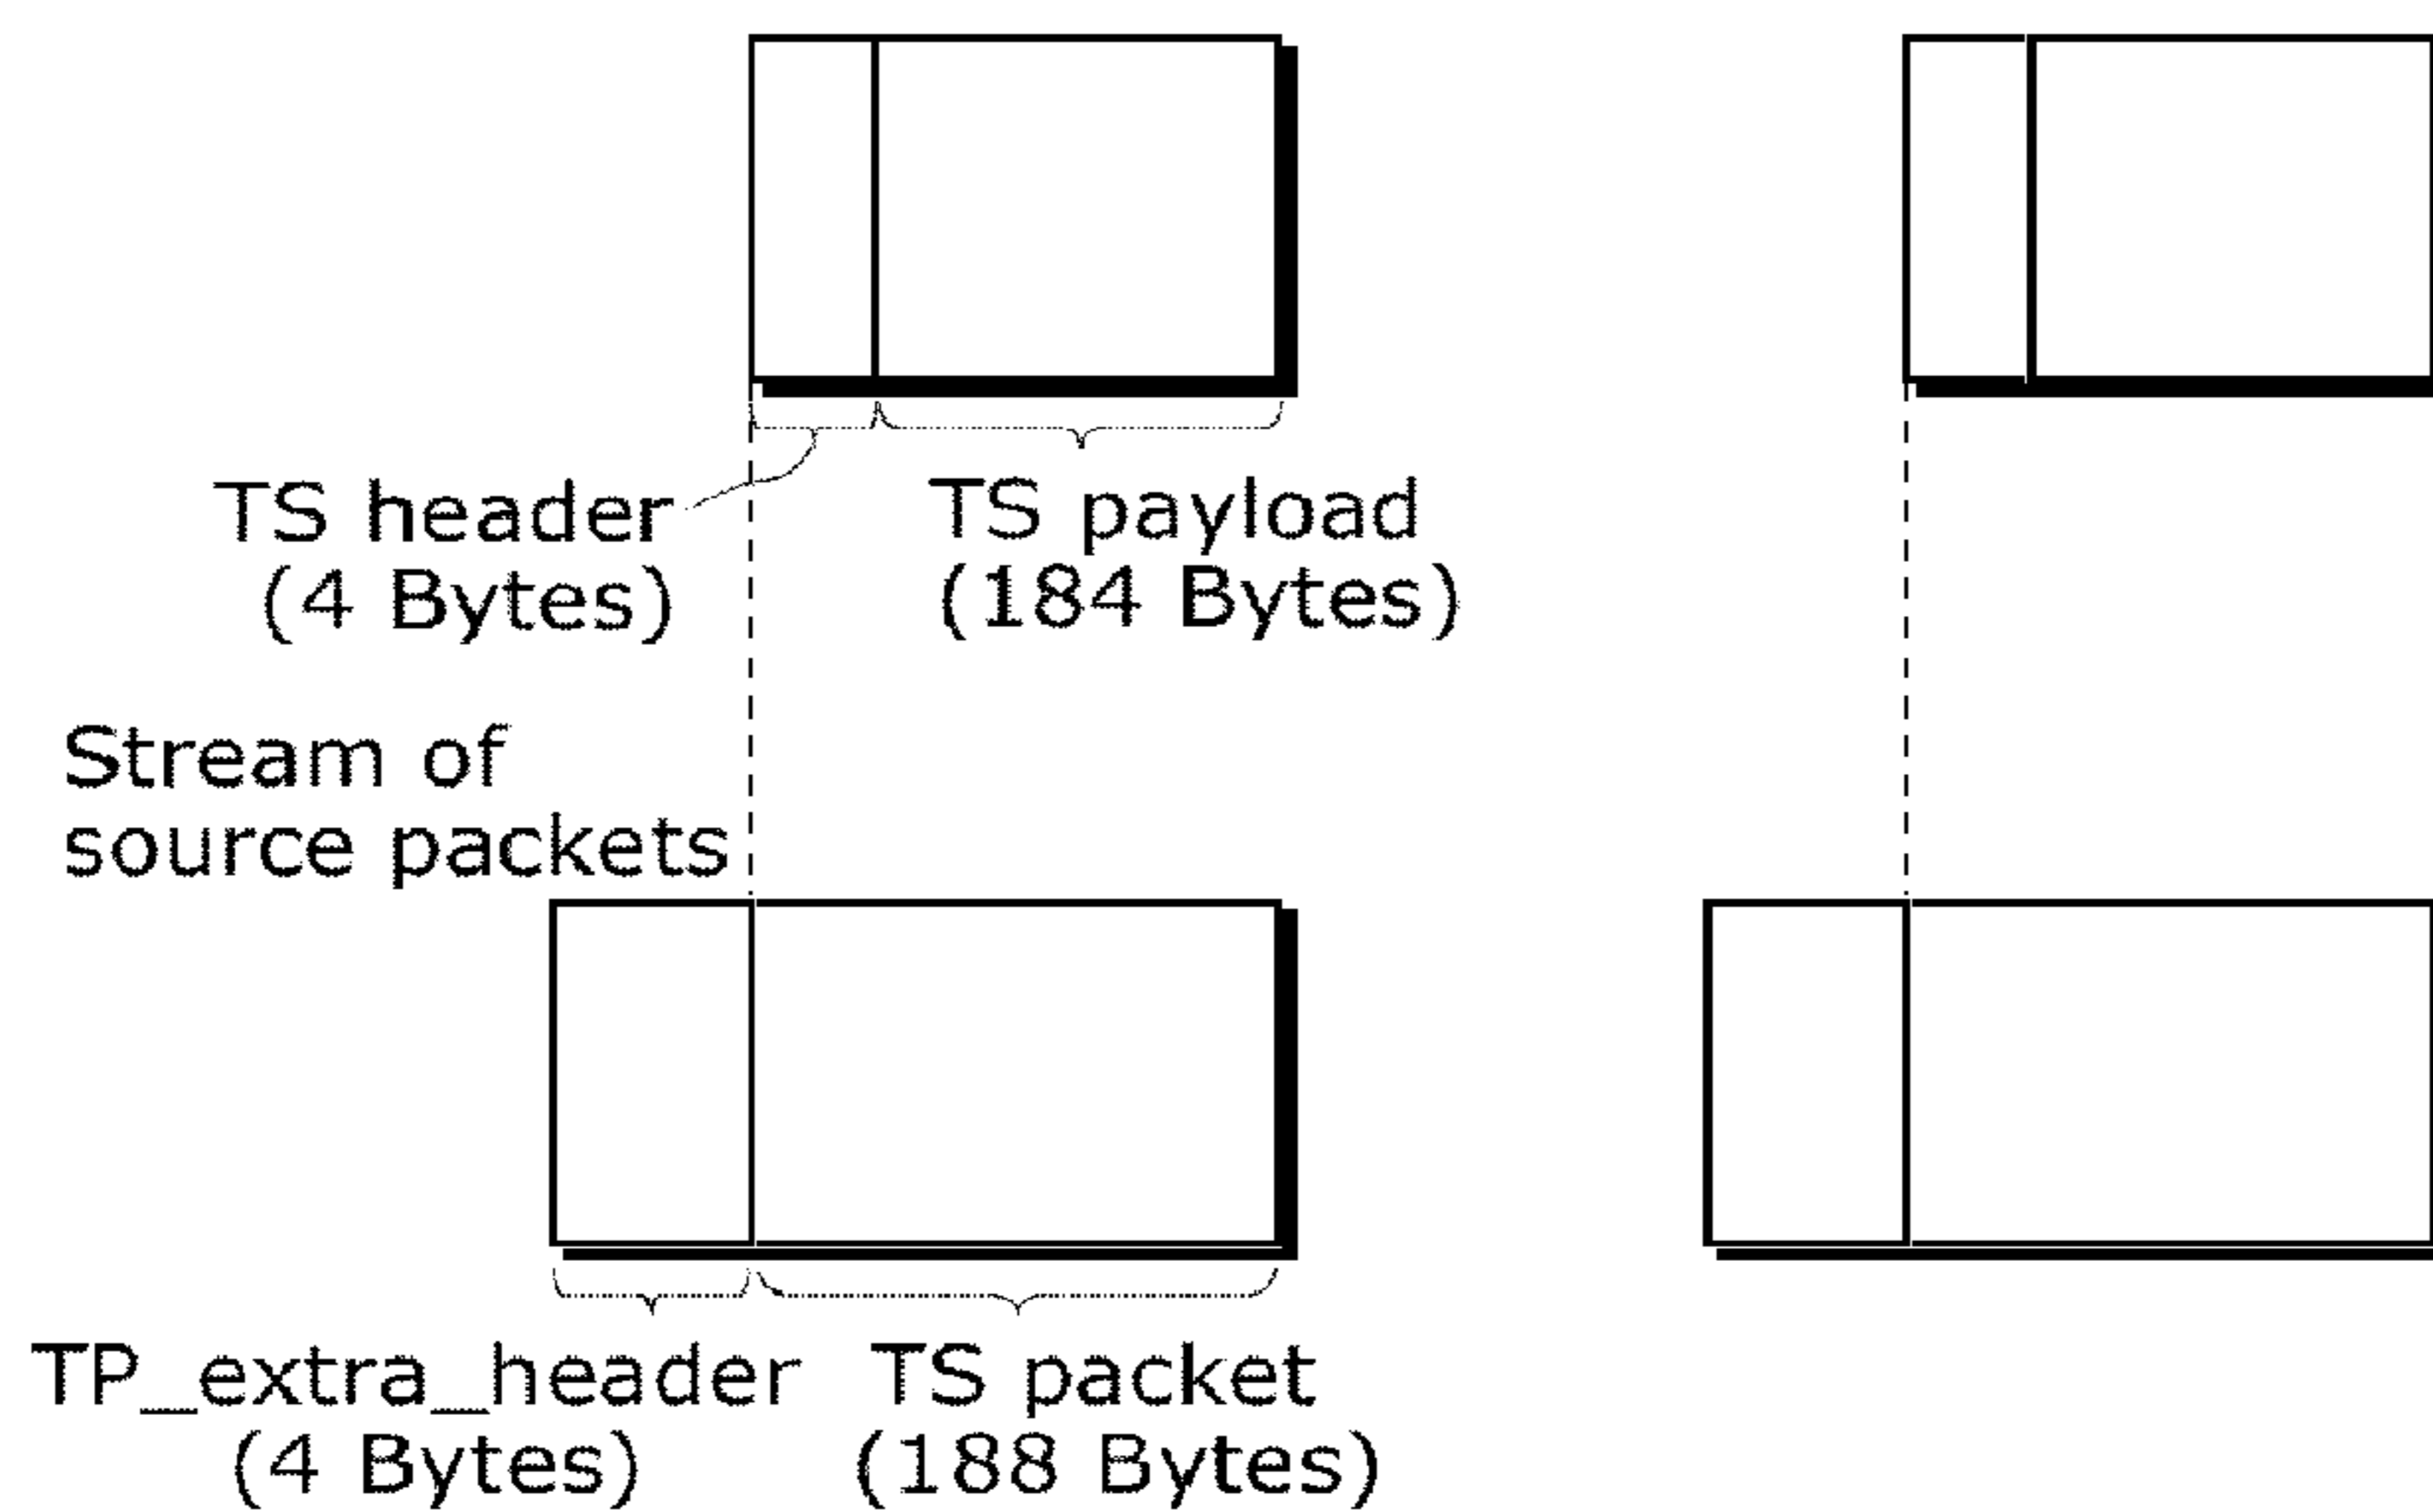 TS header
(4 Bytes)
TS payload
(184 Bytes)
Stream of
source packets
TP_extra_header
(4 Bytes)
TS packet
(188 Bytes)